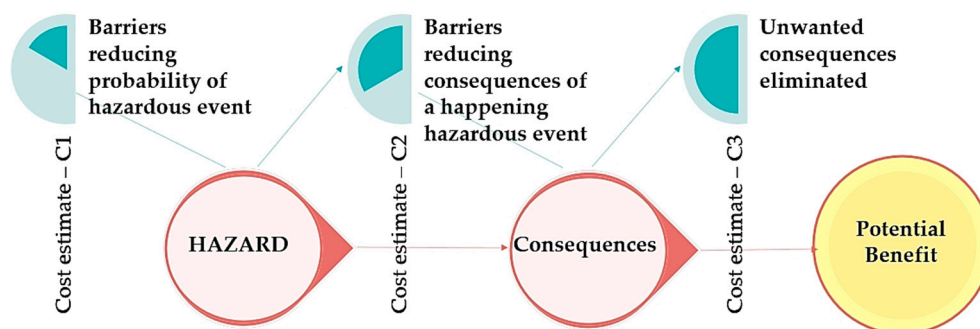 Barriers
reducing
probability of
hazardous event
Cost estimate – C1
Barriers
reducing
consequences of
a happening
hazardous event
Cost estimate – C2
Unwanted
consequences
eliminated
Cost estimate – C3
HAZARD
Consequences
Potential
Benefit